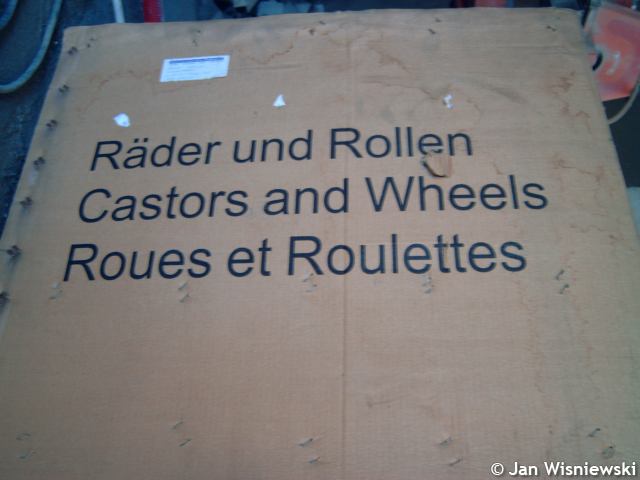 Räder und Rollen
Castors and Wheels
Roues et Roulettes
© Jan Wisniewski